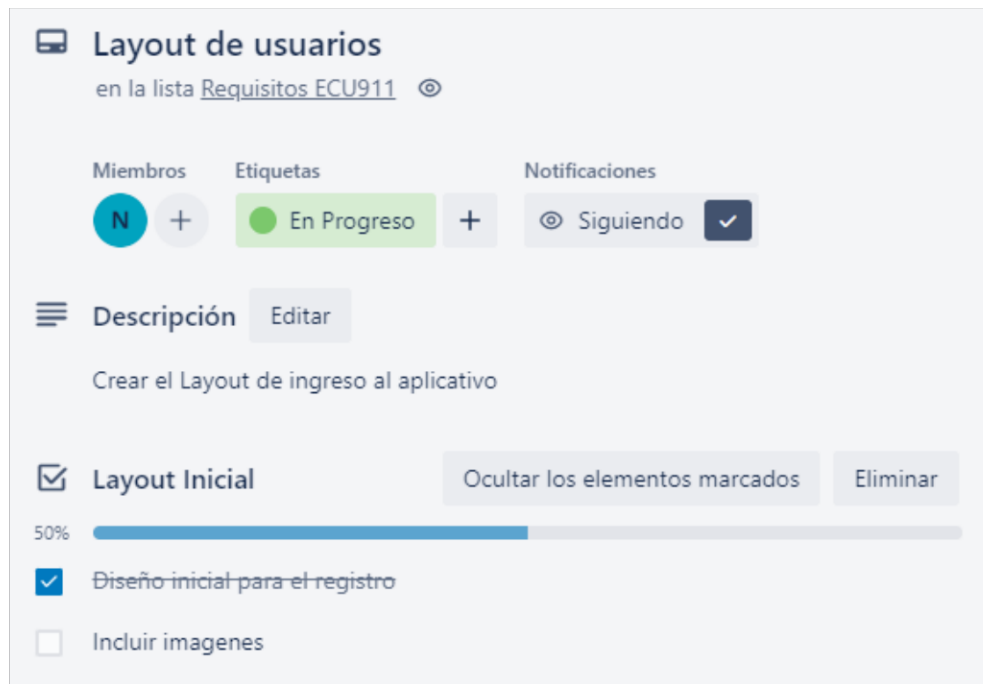 Layout de usuarios
en la lista Requisitos ECU911
Miembros Etiquetas Notificaciones
N + En Progreso + Siguiendo
Descripción Editar
Crear el Layout de ingreso al aplicativo
Layout Inicial Ocultar los elementos marcados Eliminar
50%
Diseño inicial para el registro
Incluir imagenes